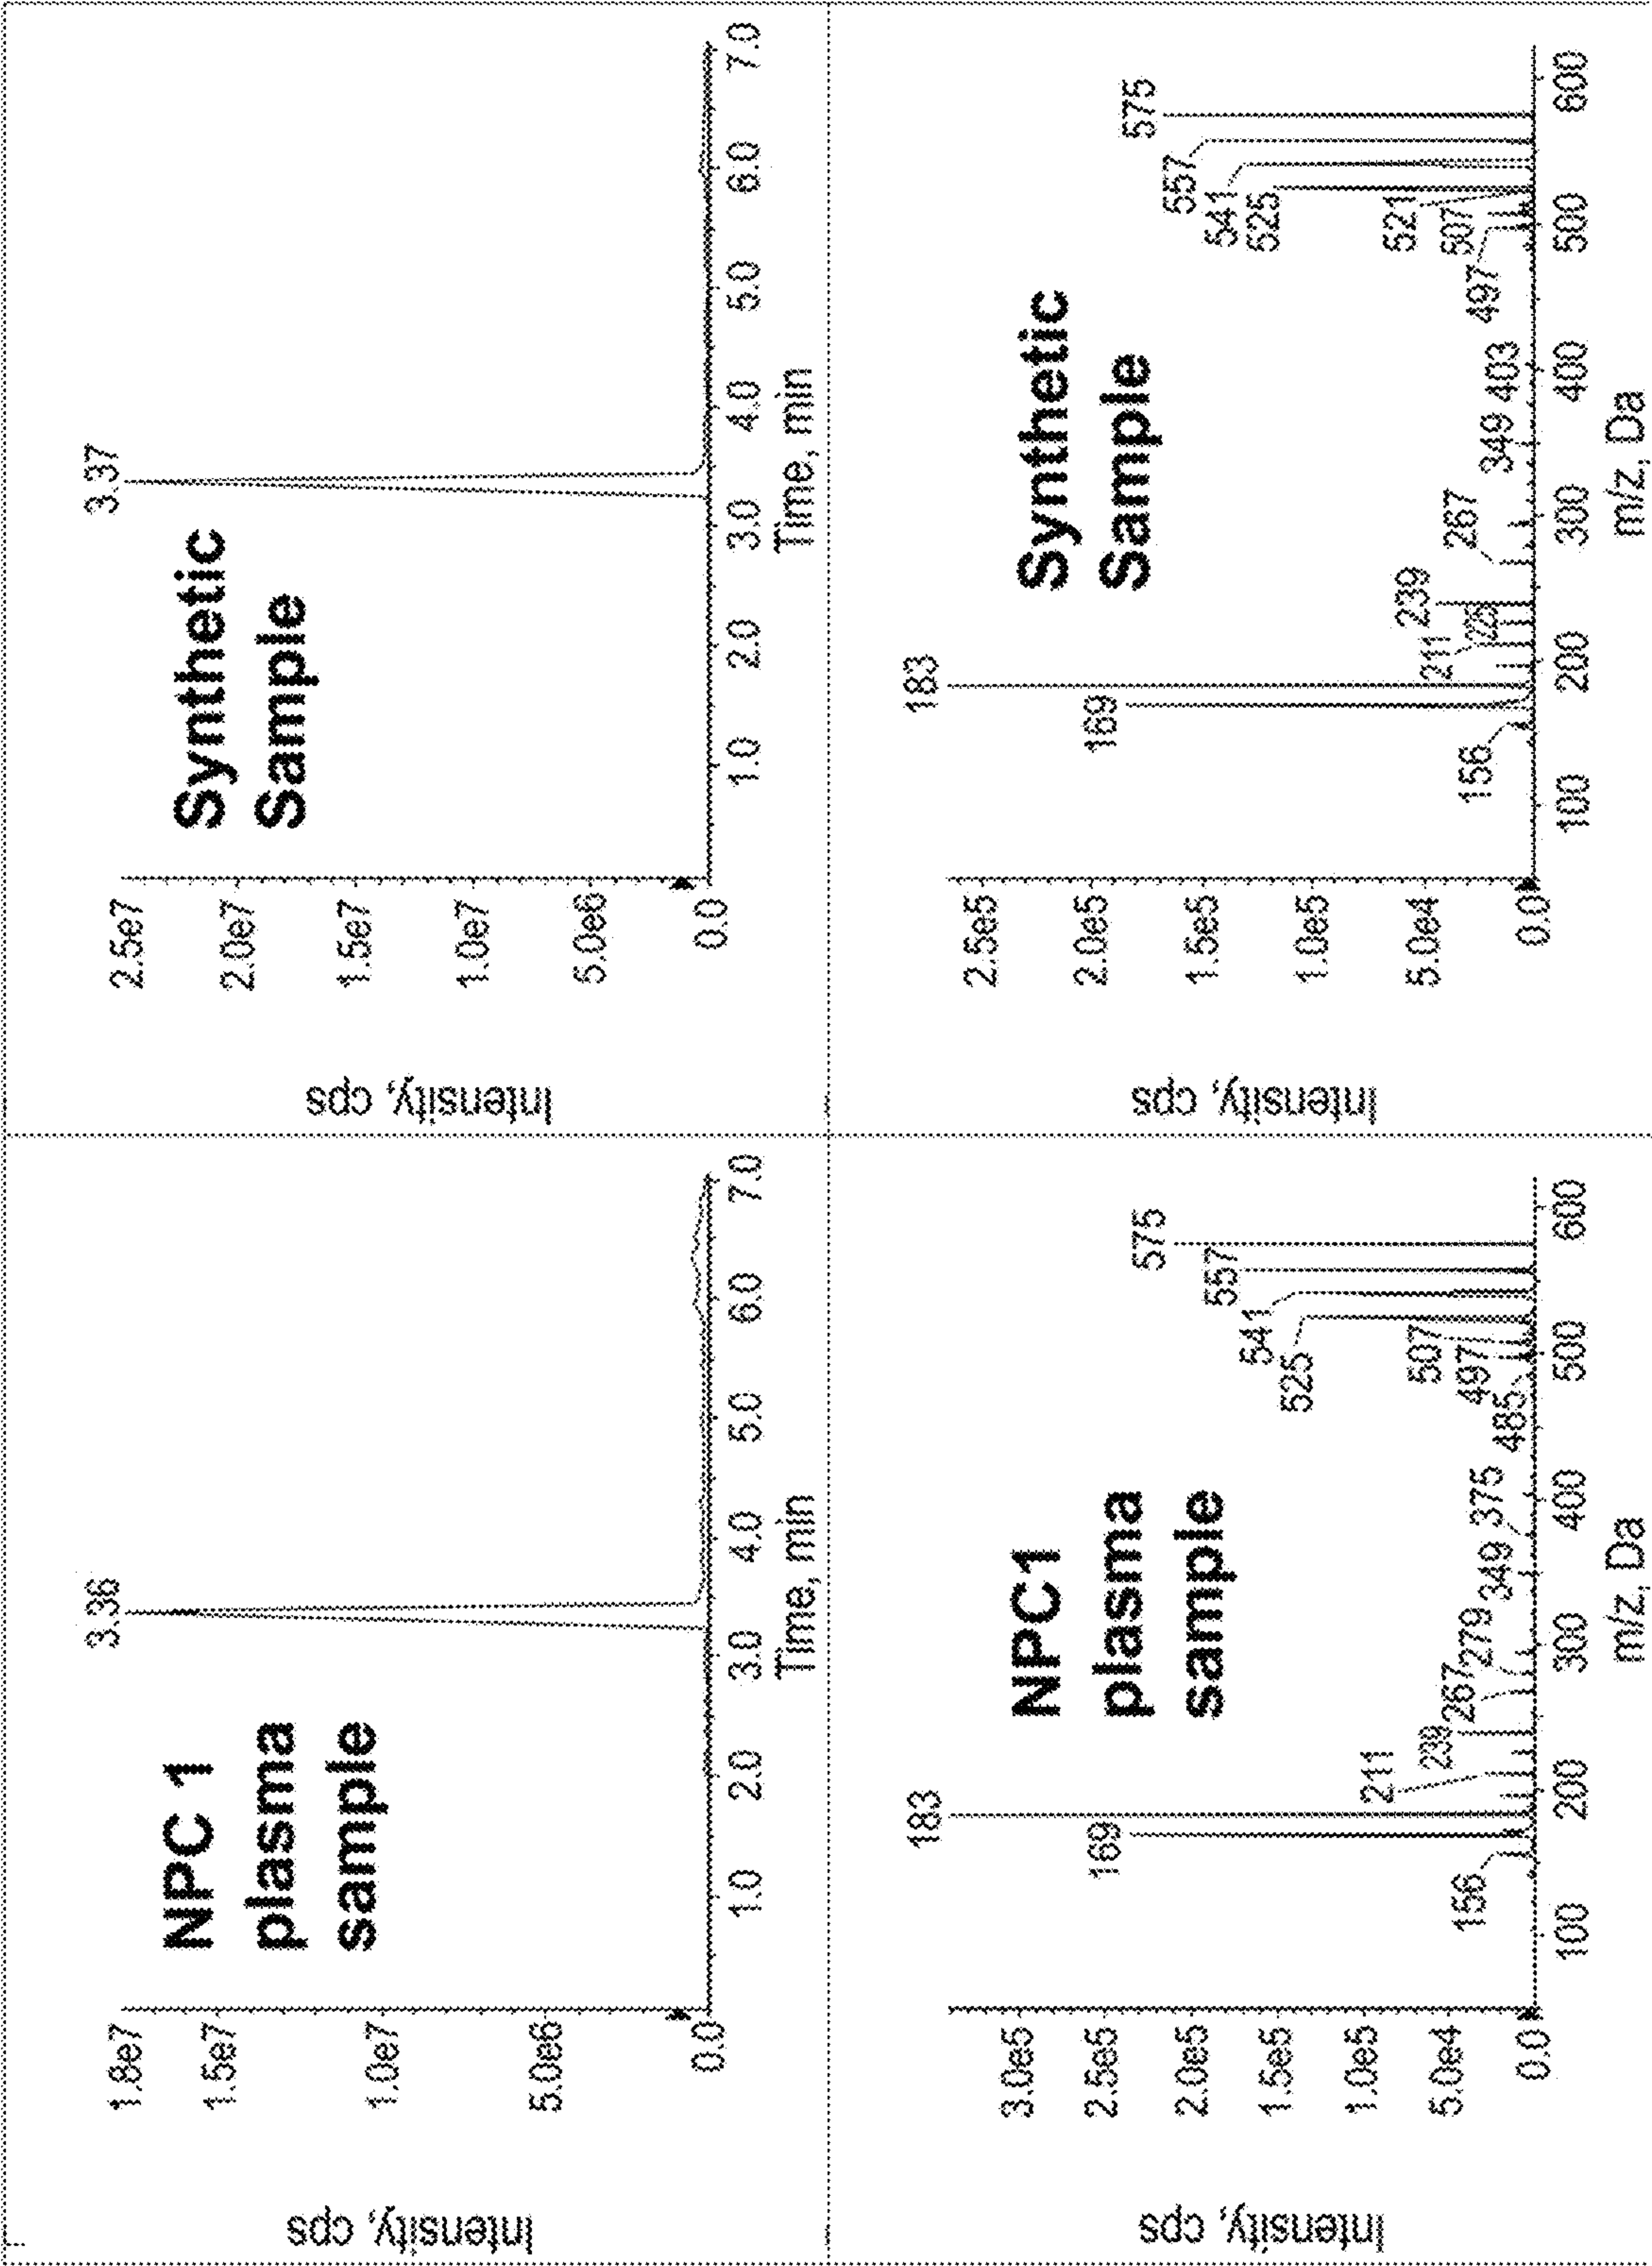 Intensity, cps
1.8e7
1.5e7
1.0e7
5.0e6
0.0
NPC 1
plasma
sample
3.36
1.0
2.0
3.0
4.0
5.0
6.0
7.0
Time, min
Intensity, cps
2.5e7
2.0e7
1.5e7
1.0e7
5.0e6
0.0
Synthetic
Sample
3.37
1.0
2.0
3.0
4.0
5.0
6.0
7.0
Time, min
Intensity, cps
3.0e5
2.5e5
2.0e5
1.5e5
1.0e5
5.0e4
0.0
NPC1
plasma
sample
156
169
183
211
239
267
279
349
375
485
497
507
525
541
557
575
100
200
300
400
500
600
m/z, Da
Intensity, cps
2.5e5
2.0e5
1.5e5
1.0e5
5.0e4
0.0
Synthetic
Sample
156
169
183
211
239
267
349
403
497
507
521
525
541
557
575
100
200
300
400
500
600
m/z, Da